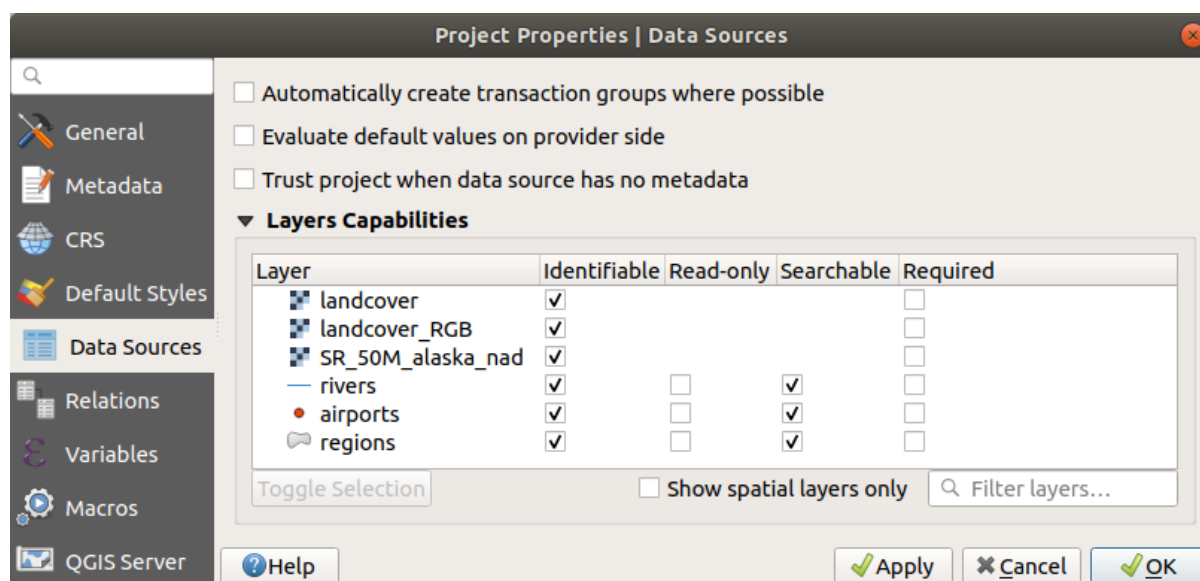 Project Properties | Data Sources
General
Metadata
CRS
Default Styles
Data Sources
Relations
Variables
Macros
QGIS Server
Automatically create transaction groups where possible
Evaluate default values on provider side
Trust project when data source has no metadata
Layers Capabilities
Layer Identifiable Read-only Searchable Required
landcover
landcover_RGB
SR_50M_alaska_nad
rivers
airports
regions
Toggle Selection Show spatial layers only Filter layers...
Help Apply Cancel OK